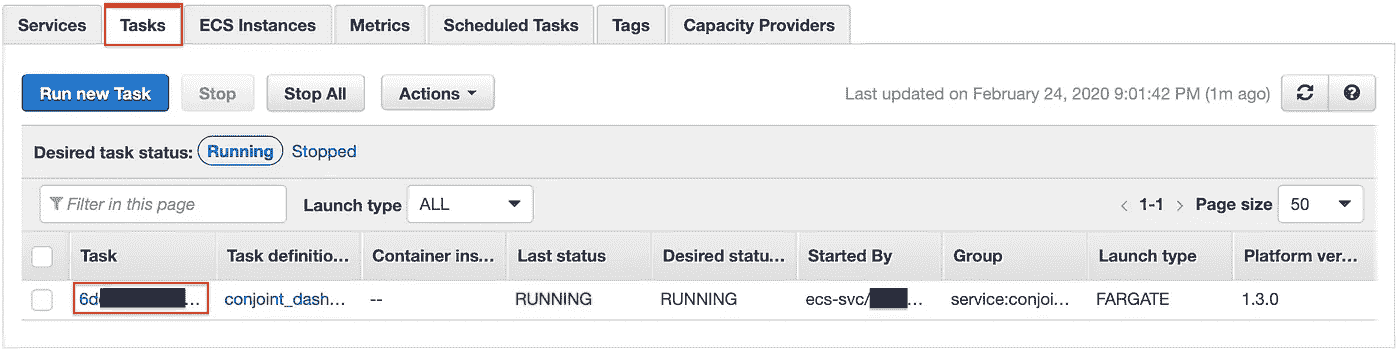 Services Tasks ECS Instances Metrics Scheduled Tasks Tags Capacity Providers
Run new Task Stop Stop All Actions Last updated on February 24, 2020 9:01:42 PM (1m ago)
Desired task status: Running Stopped
Filter in this page Launch type ALL < 1-1 > Page size 50
Task Task definitio... Container ins... Last status Desired statu... Started By Group Launch type Platform ver...
... conjoint_dash... -- RUNNING RUNNING ecs-svc/ ... service:conjoi... FARGATE 1.3.0